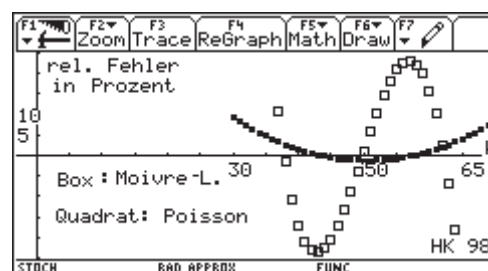 F1 F2 F3 F4 F5 F6 F7
Zoom Trace ReGraph Math Draw
rel. Fehler
in Prozent
10
5
30 50 65
Box: Moivre-L.
Quadrat: Poisson
HK 98
STOCH RAD APPROX FUNC